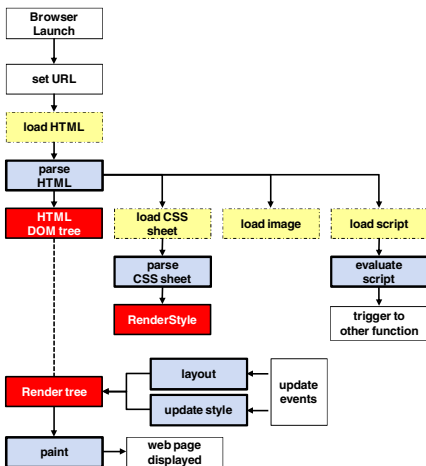 Browser
Launch
set URL
load HTML
parse
HTML
HTML
DOM tree
load CSS
sheet
load image
load script
parse
CSS sheet
evaluate
script
RenderStyle
trigger to
other function
Render tree
layout
update style
update
events
paint
web page
displayed